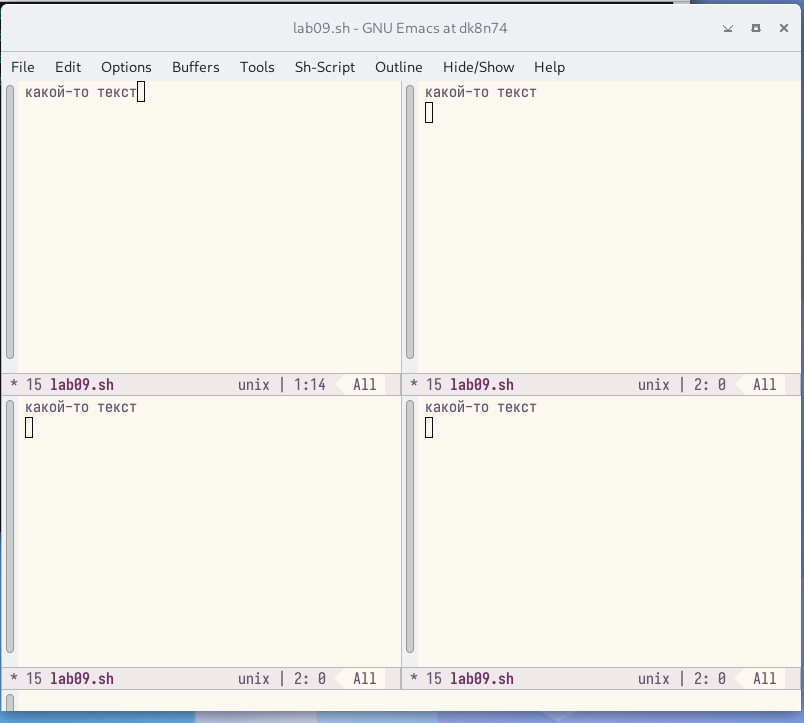 lab09.sh - GNU Emacs at dk8n74
File Edit Options Buffers Tools Sh-Script Outline Hide/Show Help
какой-то текст
какой-то текст
* 15 lab09.sh unix | 1:14 All
* 15 lab09.sh unix | 2: 0 All
какой-то текст
какой-то текст
* 15 lab09.sh unix | 2: 0 All
* 15 lab09.sh unix | 2: 0 All